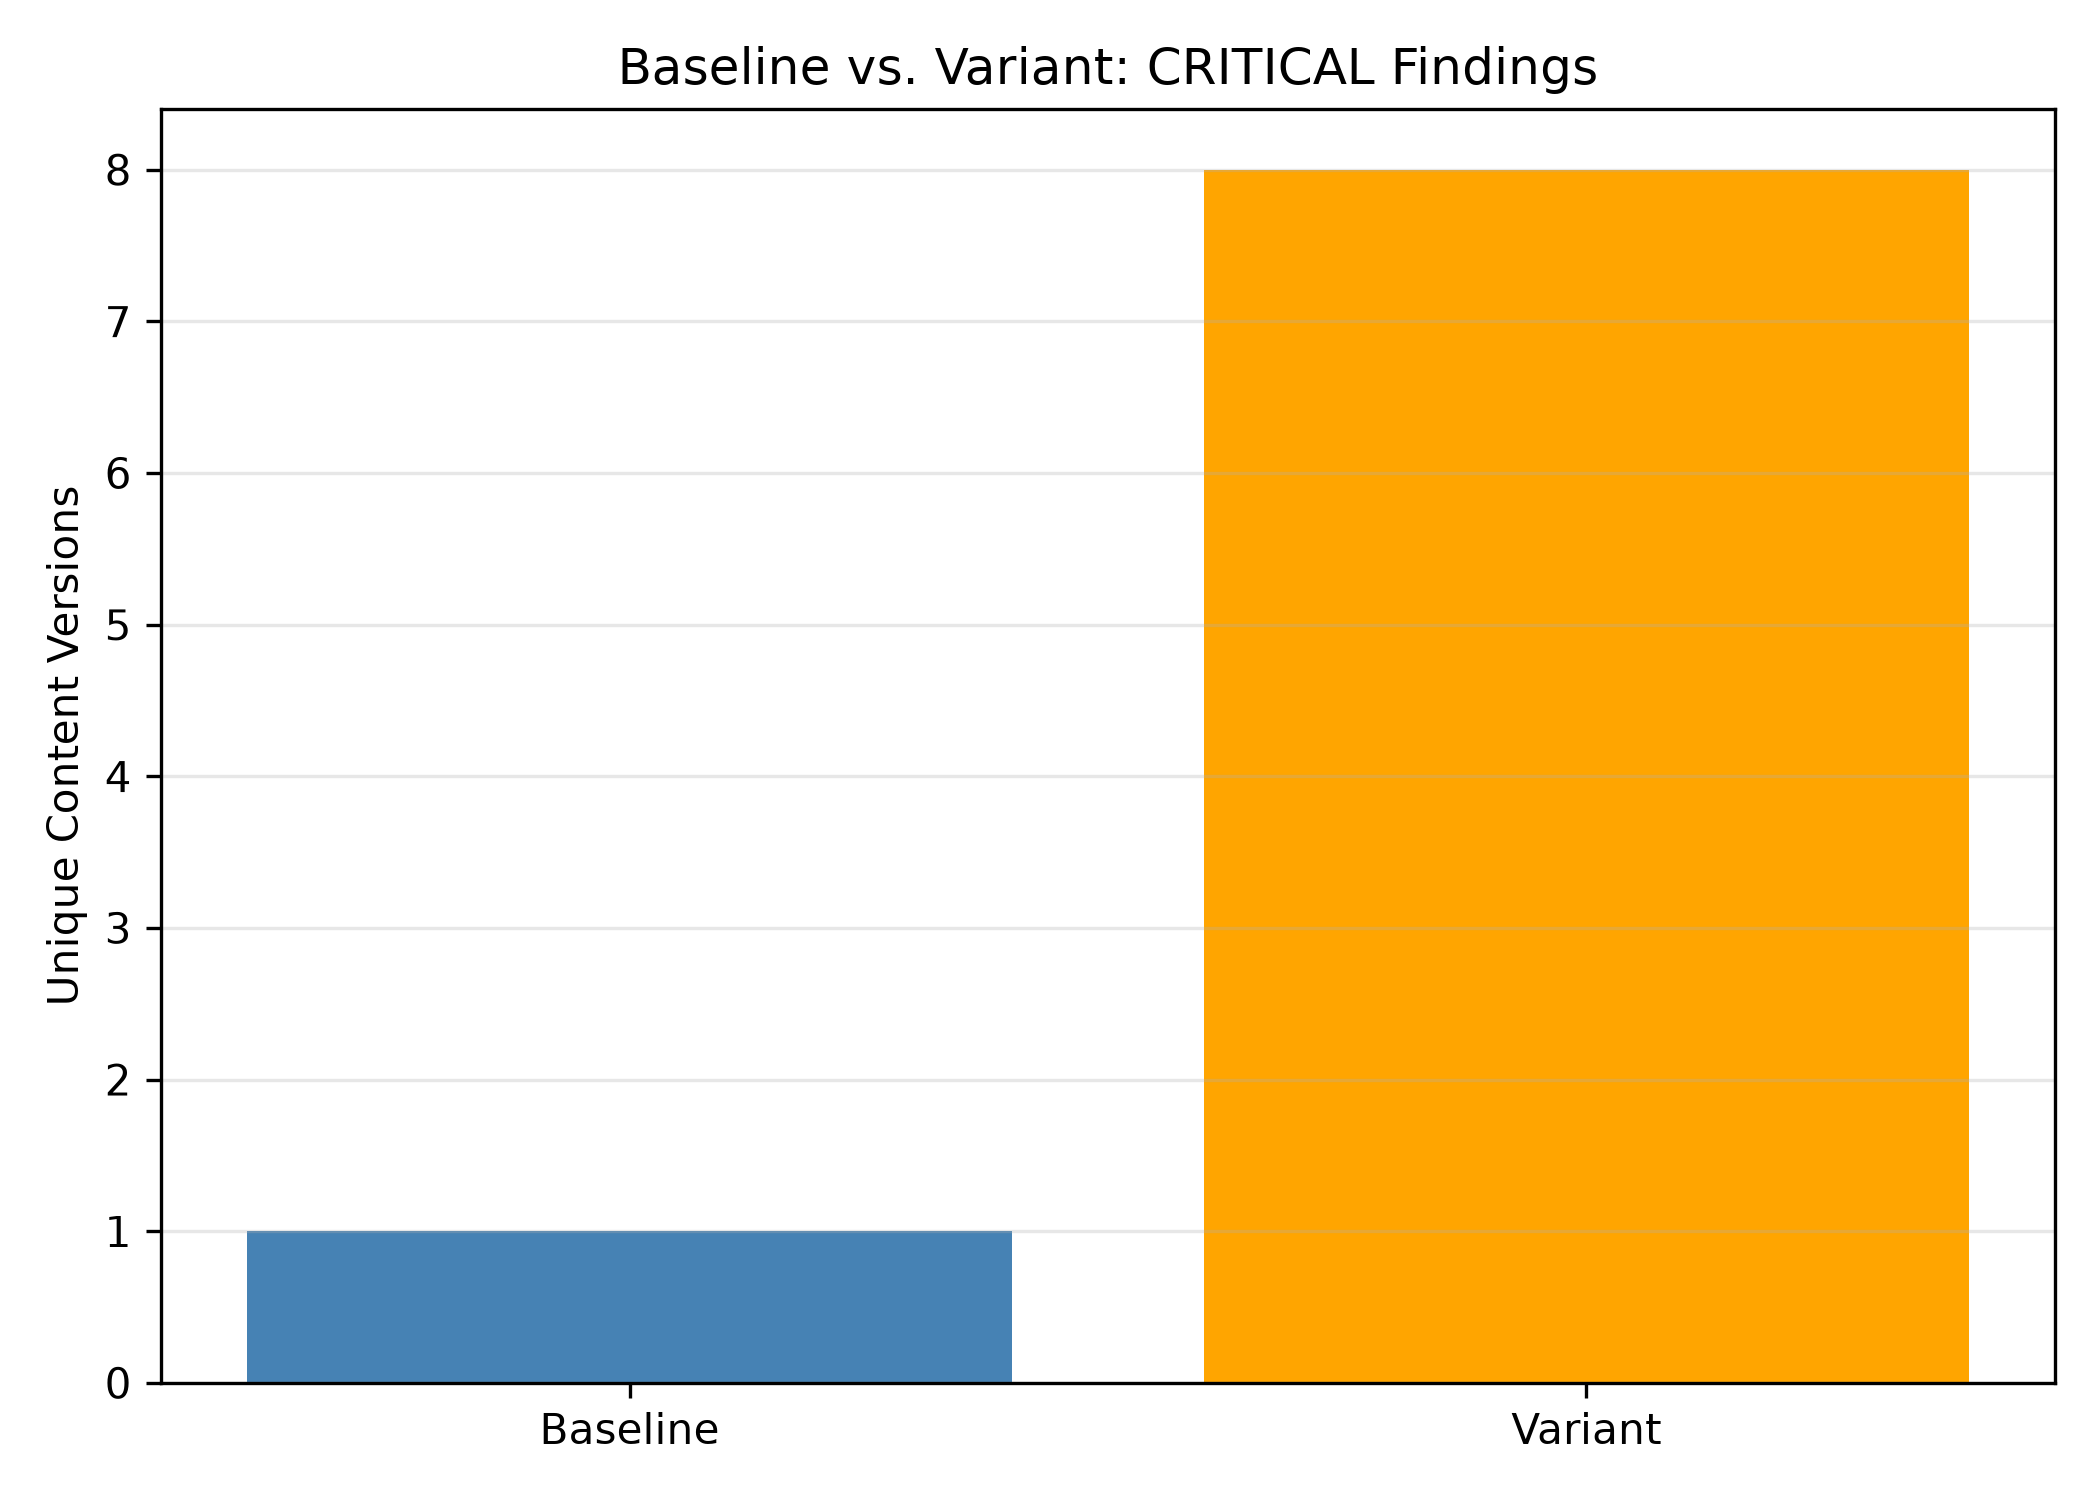 Baseline vs. Variant: CRITICAL Findings
Unique Content Versions
8
7
6
5
4
3
2
1
0
Baseline
Variant